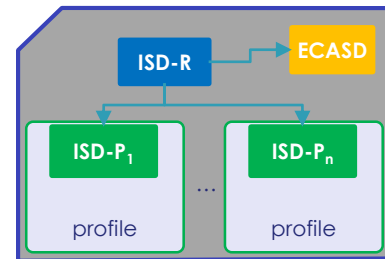 ECASD
ISD-R
ISD-P₁
ISD-Pₙ
...
profile
profile